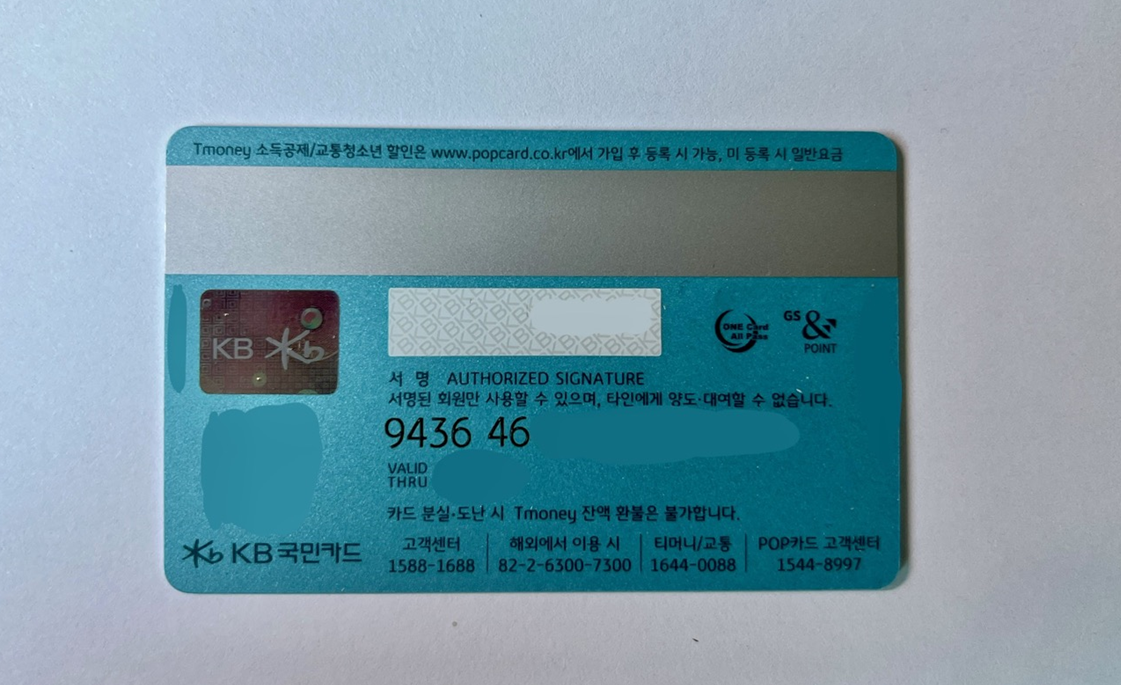 Tmoney 소득공제/교통청소년 할인은 www.popcard.co.kr에서 가입 후 등록 시 가능, 미 등록 시 일반요금
KB
ONE Card
All Pass
GS &
POINT
서 명 AUTHORIZED SIGNATURE
서명된 회원만 사용할 수 있으며, 타인에게 양도·대여할 수 없습니다.
9436 46
VALID
THRU
카드 분실·도난 시 Tmoney 잔액 환불은 불가합니다.
KB국민카드
고객센터
1588-1688
해외에서 이용 시
82-2-6300-7300
티머니/교통
1644-0088
POP카드 고객센터
1544-8997